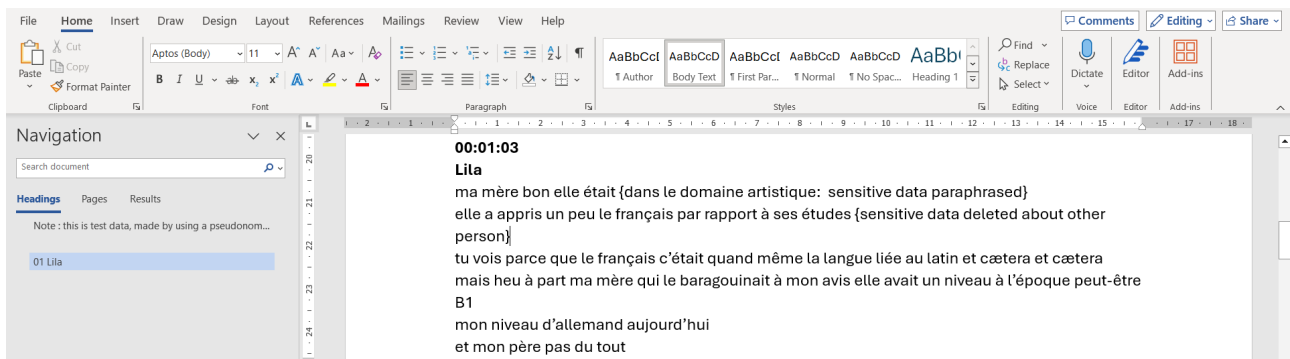 File Home Insert Draw Design Layout References Mailings Review View Help Comments Editing Share
Paste
Cut
Copy
Format Painter
Clipboard
Aptos (Body) 11
Font
Paragraph
AaBbCcI AaBbCcD AaBbCcI AaBbCcD AaBbCcD AaBb(
¶ Author Body Text ¶ First Par... ¶ Normal ¶ No Spac... Heading 1
Styles
Find
Replace
Select
Editing
Dictate
Voice
Editor
Editor
Add-ins
Add-ins
Navigation
Search document
Headings Pages Results
Note : this is test data, made by using a pseudonom...
01 Lila
00:01:03
Lila
ma mère bon elle était {dans le domaine artistique:  sensitive data paraphrased}
elle a appris un peu le français par rapport à ses études {sensitive data deleted about other
person}
tu vois parce que le français c’était quand même la langue liée au latin et cætera et cætera
mais heu à part ma mère qui le baragouinait à mon avis elle avait un niveau à l’époque peut-être
B1
mon niveau d’allemand aujourd’hui
et mon père pas du tout